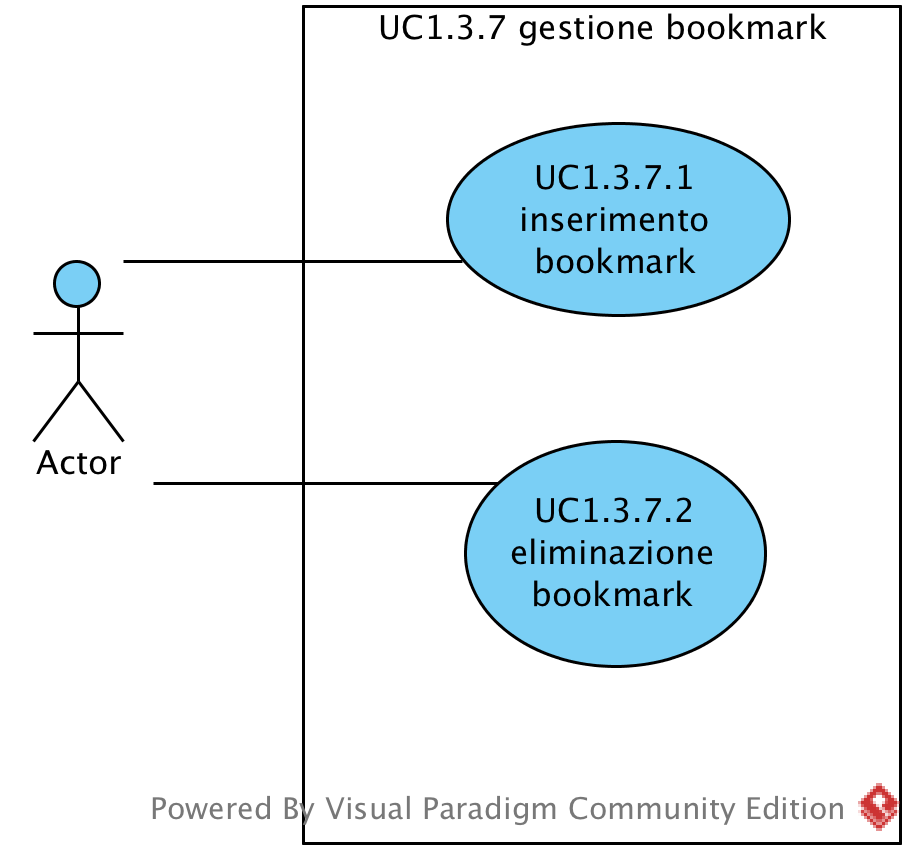 UC1.3.7 gestione bookmark
UC1.3.7.1
inserimento
bookmark
Actor
UC1.3.7.2
eliminazione
bookmark
Powered By Visual Paradigm Community Edition